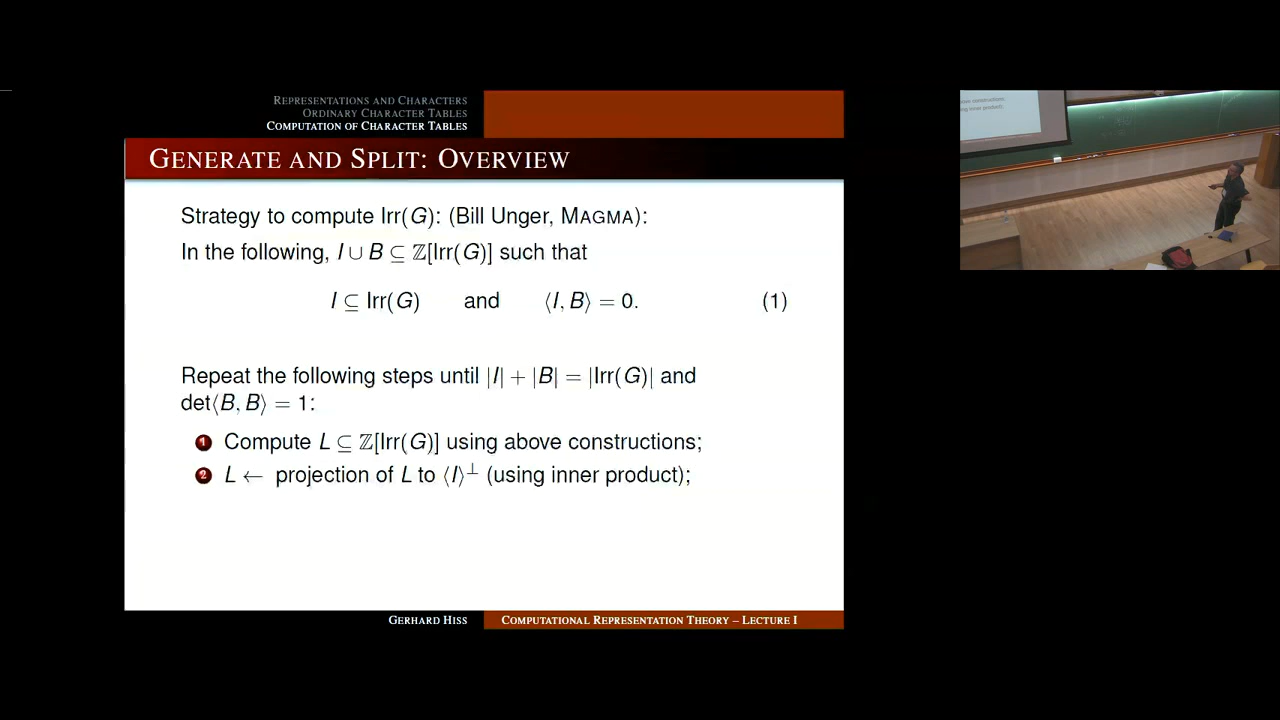 REPRESENTATIONS AND CHARACTERS
ORDINARY CHARACTER TABLES
COMPUTATION OF CHARACTER TABLES
GENERATE AND SPLIT: OVERVIEW
Strategy to compute Irr(G): (Bill Unger, MAGMA):
In the following, I ∪ B ⊆ ℤ[Irr(G)] such that
I ⊆ Irr(G) and ⟨I, B⟩ = 0. (1)
Repeat the following steps until |I| + |B| = |Irr(G)| and
det⟨B, B⟩ = 1:
1 Compute L ⊆ ℤ[Irr(G)] using above constructions;
2 L ← projection of L to ⟨I⟩⊥ (using inner product);
GERHARD HISS COMPUTATIONAL REPRESENTATION THEORY – LECTURE I